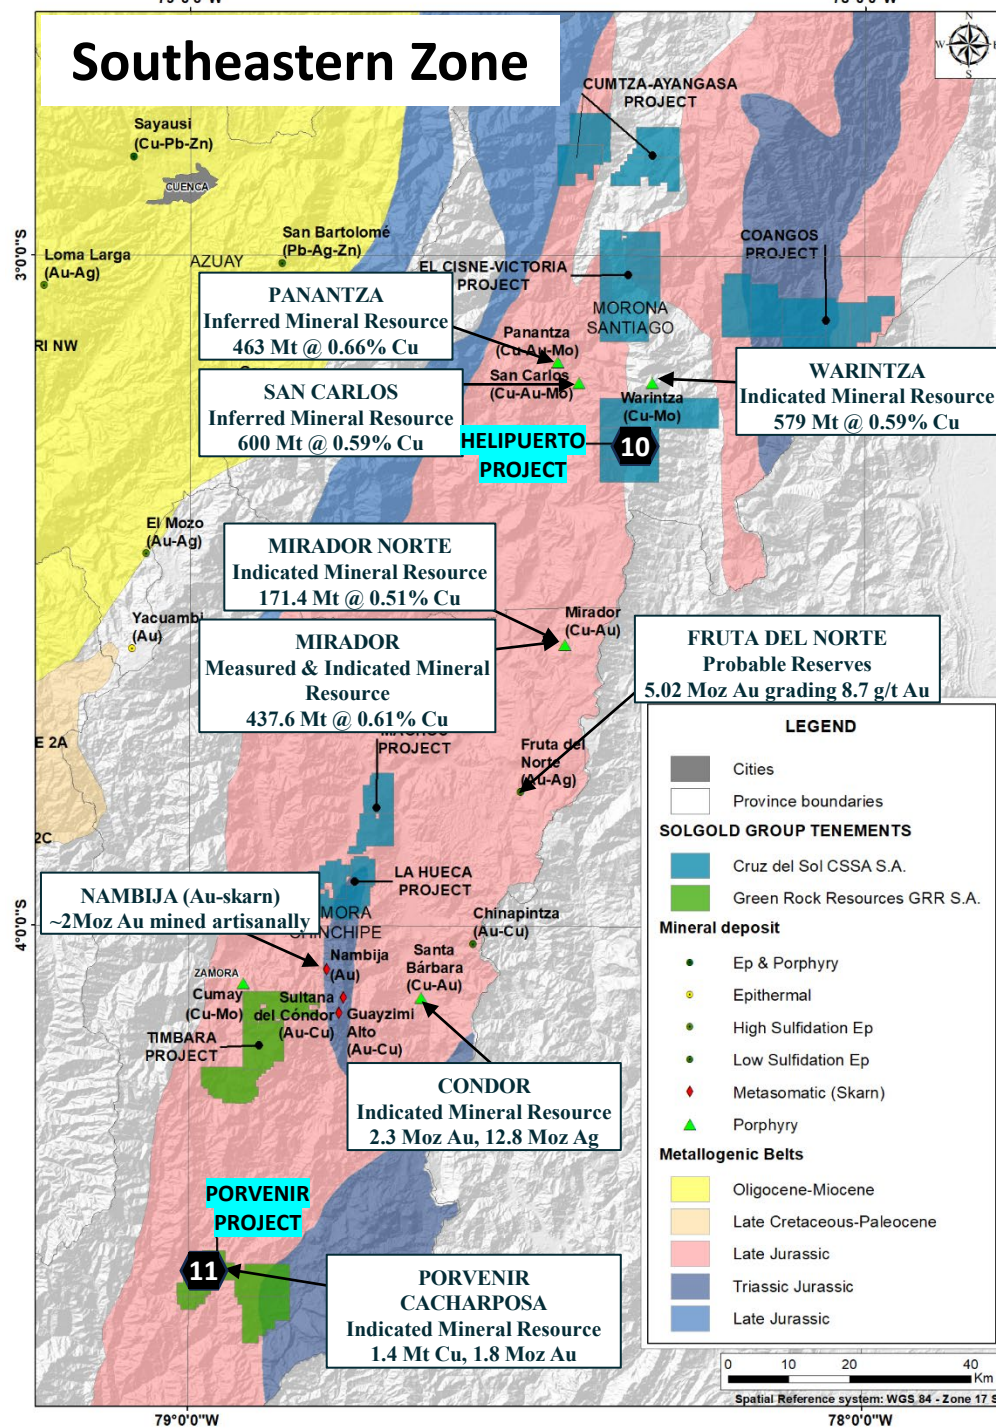 79°0'0"W
78°0'0"W
Southeastern Zone
N
W
E
S
CUMTZA-AYANGASA
PROJECT
Sayausi
(Cu-Pb-Zn)
CUENCA
San Bartolomé
(Pb-Ag-Zn)
Loma Larga
(Au-Ag)
AZUAY
3°0'0"S
COANGOS
PROJECT
EL CISNE-VICTORIA
PROJECT
MORONA
SANTIAGO
RI NW
PANANTZA
Inferred Mineral Resource
463 Mt @ 0.66% Cu
Panantza
(Cu-Au-Mo)
San Carlos
(Cu-Au-Mo)
SAN CARLOS
Inferred Mineral Resource
600 Mt @ 0.59% Cu
Warintza
(Cu-Mo)
WARINTZA
Indicated Mineral Resource
579 Mt @ 0.59% Cu
HELIPUERTO
PROJECT
10
El Mozo
(Au-Ag)
MIRADOR NORTE
Indicated Mineral Resource
171.4 Mt @ 0.51% Cu
Yacuambi
(Au)
Mirador
(Cu-Au)
MIRADOR
Measured & Indicated Mineral
Resource
437.6 Mt @ 0.61% Cu
FRUTA DEL NORTE
Probable Reserves
5.02 Moz Au grading 8.7 g/t Au
E 2A
2C
PROJECT
Fruta del
Norte
(Au-Ag)
LA HUECA
PROJECT
NAMBIJA (Au-skarn)
~2Moz Au mined artisanally
4°0'0"S
Chinapintza
(Au-Cu)
Nambija
(Au)
Santa
Bárbara
(Cu-Au)
ZAMORA
Cumay
(Cu-Mo)
Sultana
del Cóndor
(Au-Cu)
Guayzimi
Alto
(Au-Cu)
TIMBARA
PROJECT
CONDOR
Indicated Mineral Resource
2.3 Moz Au, 12.8 Moz Ag
PORVENIR
PROJECT
11
PORVENIR
CACHARPOSA
Indicated Mineral Resource
1.4 Mt Cu, 1.8 Moz Au
LEGEND
Cities
Province boundaries
SOLGOLD GROUP TENEMENTS
Cruz del Sol CSSA S.A.
Green Rock Resources GRR S.A.
Mineral deposit
Ep & Porphyry
Epithermal
High Sulfidation Ep
Low Sulfidation Ep
Metasomatic (Skarn)
Porphyry
Metallogenic Belts
Oligocene-Miocene
Late Cretaceous-Paleocene
Late Jurassic
Triassic Jurassic
Late Jurassic
0 10 20 40
Km
Spatial Reference system: WGS 84 - Zone 17 S
79°0'0"W
78°0'0"W